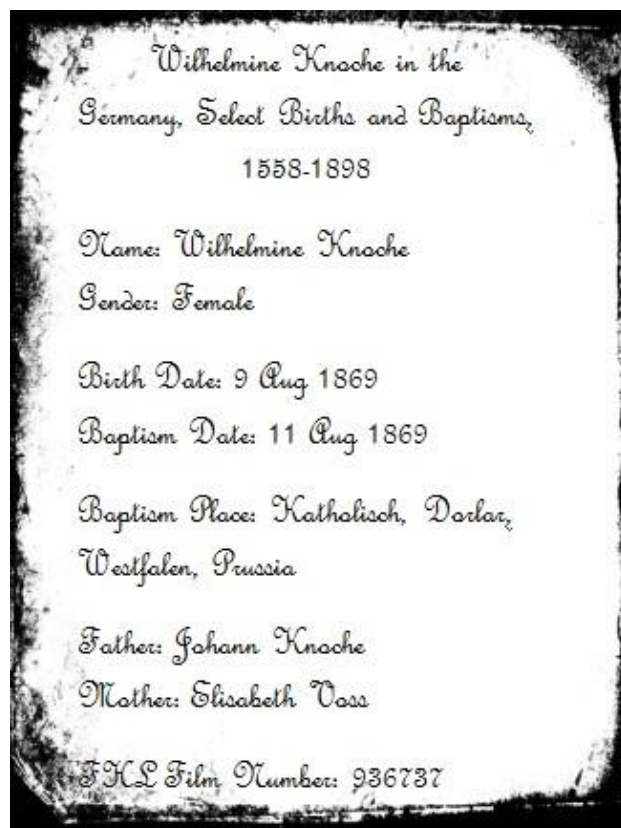 Wilhelmine Knoche in the
Germany, Select Births and Baptisms,
1558-1898
Name: Wilhelmine Knoche
Gender: Female
Birth Date: 9 Aug 1869
Baptism Date: 11 Aug 1869
Baptism Place: Katholisch, Dorlar,
Westfalen, Prussia
Father: Johann Knoche
Mother: Elisabeth Voss
FHL Film Number: 936737